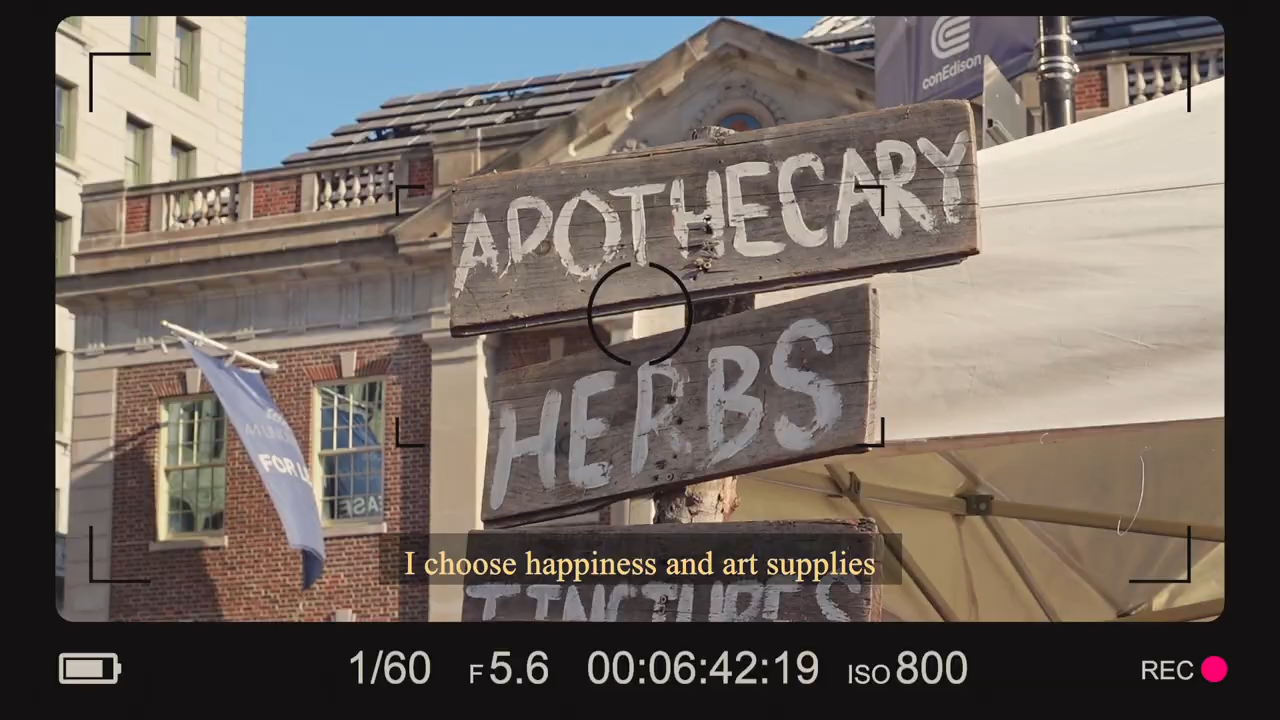 conEdison
APOTHECARY
HERBS
FOR
I choose happiness and art supplies
TINCTURES
1/60 F5.6 00:06:42:19 ISO800 REC